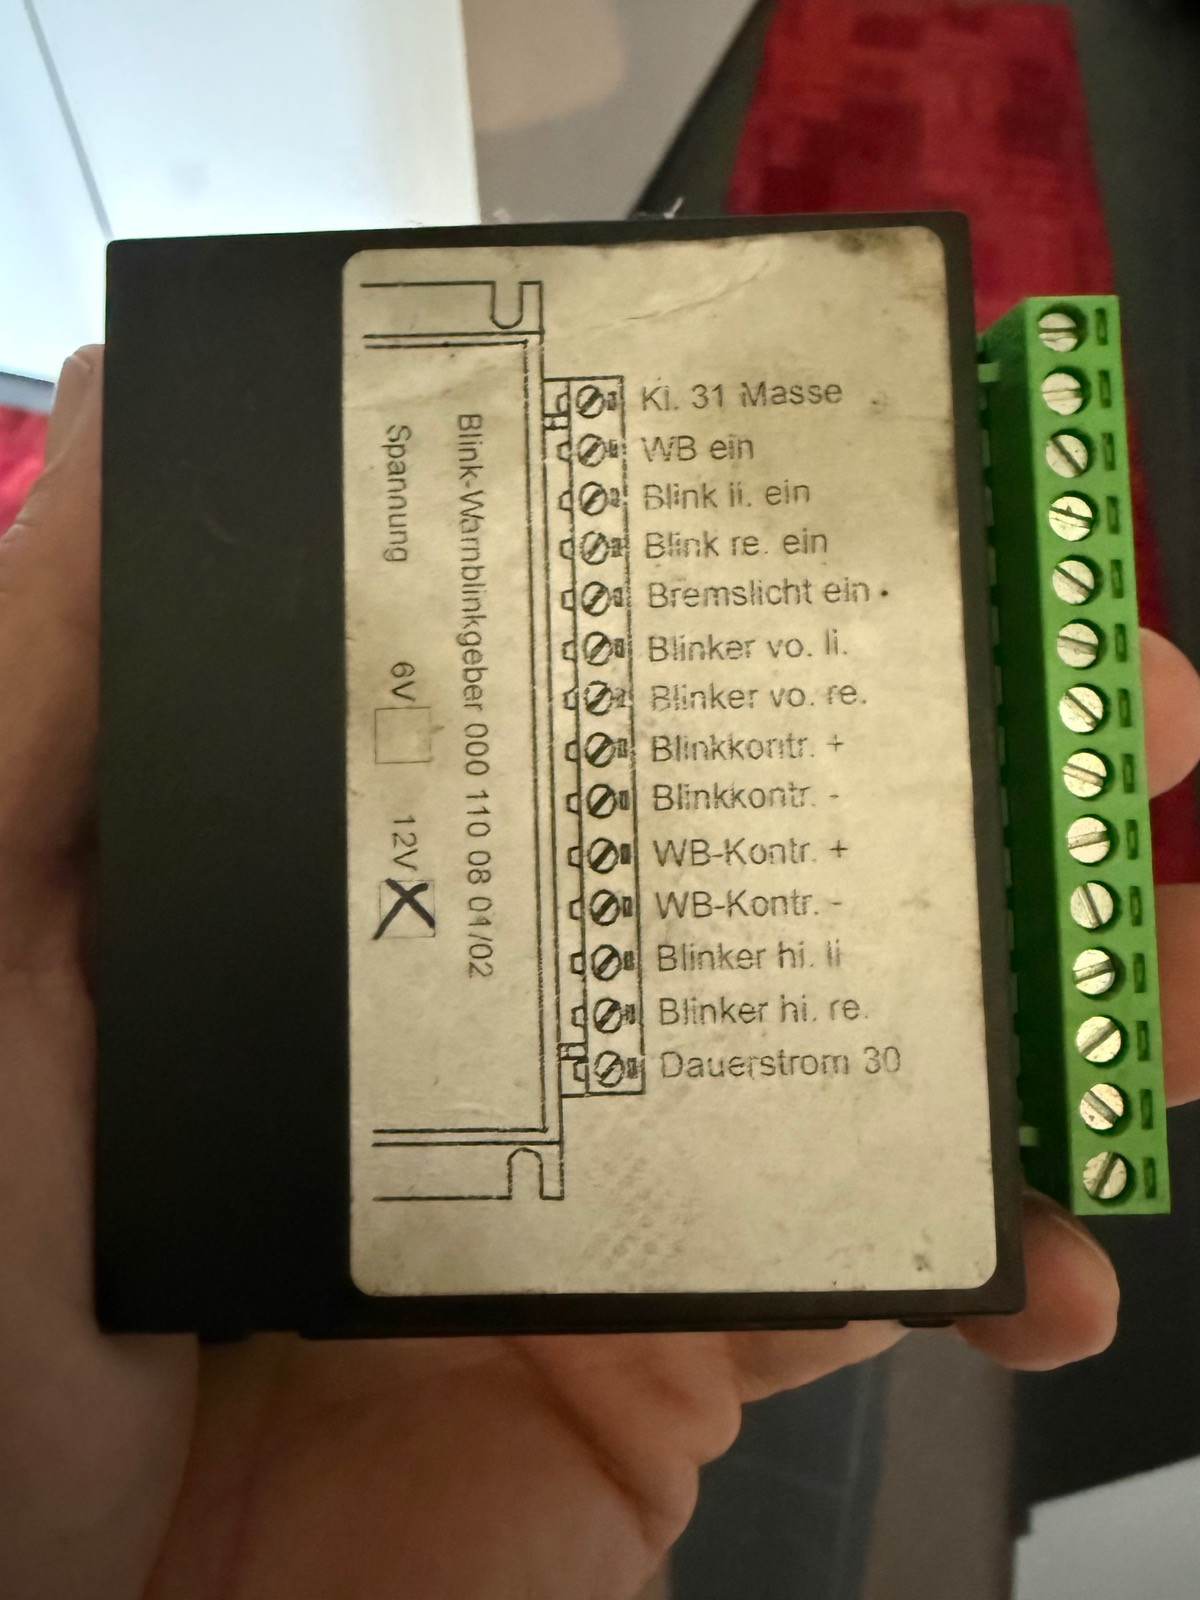 Kl. 31 Masse
WB ein
Blink li. ein
Blink re. ein
Bremslicht ein
Blinker vo. li.
Blinker vo. re.
Blinkkontr. +
Blinkkontr. -
WB-Kontr. +
WB-Kontr. -
Blinker hi. li
Blinker hi. re.
Dauerstrom 30
Blink-Warnblinkgeber 000 110 08 01/02
Spannung 6V 12V